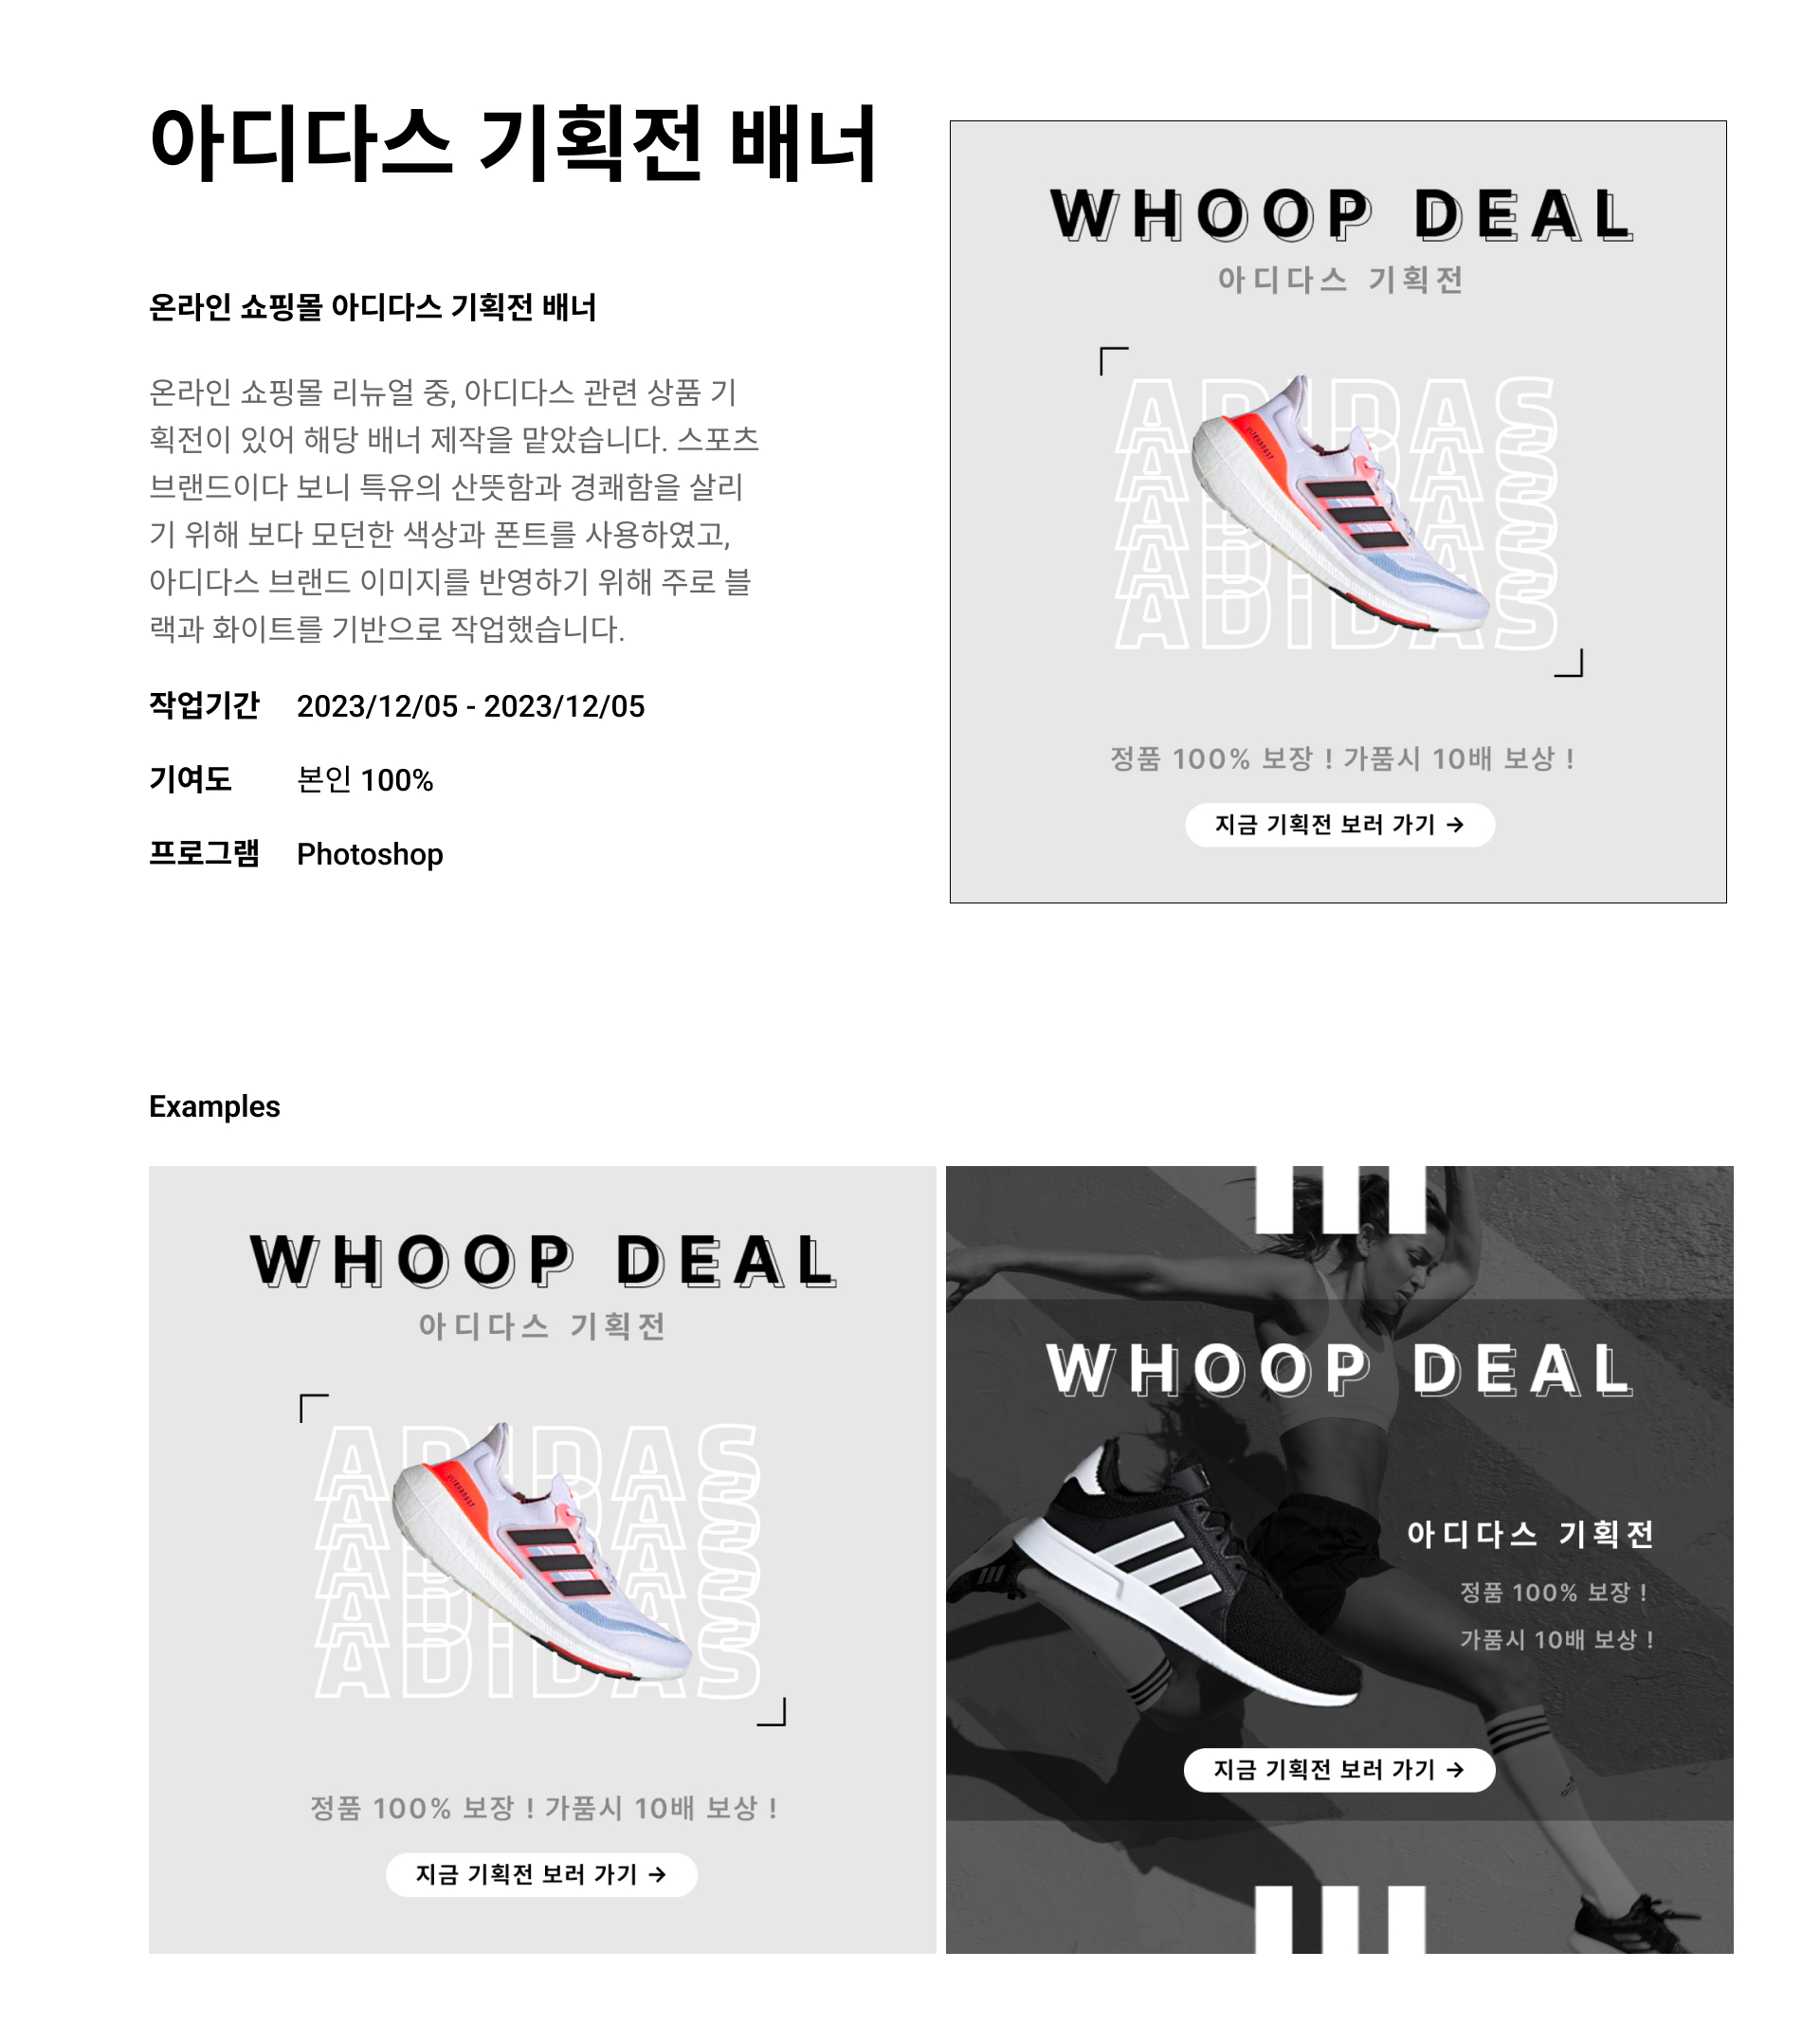 아디다스 기획전 배너
온라인 쇼핑몰 아디다스 기획전 배너
온라인 쇼핑몰 리뉴얼 중, 아디다스 관련 상품 기
획전이 있어 해당 배너 제작을 맡았습니다. 스포츠
브랜드이다 보니 특유의 산뜻함과 경쾌함을 살리
기 위해 보다 모던한 색상과 폰트를 사용하였고,
아디다스 브랜드 이미지를 반영하기 위해 주로 블
랙과 화이트를 기반으로 작업했습니다.
작업기간 2023/12/05 - 2023/12/05
기여도 본인 100%
프로그램 Photoshop
WHOOP DEAL
아디다스 기획전
ADIDAS
ADIDAS
ADIDAS
ADIDAS
ADIDAS
ULTRABOOST
정품 100% 보장 ! 가품시 10배 보상 !
지금 기획전 보러 가기 →
Examples
WHOOP DEAL
아디다스 기획전
ADIDAS
ADIDAS
ADIDAS
ADIDAS
ADIDAS
ULTRABOOST
정품 100% 보장 ! 가품시 10배 보상 !
지금 기획전 보러 가기 →
WHOOP DEAL
아디다스 기획전
정품 100% 보장 !
가품시 10배 보상 !
지금 기획전 보러 가기 →